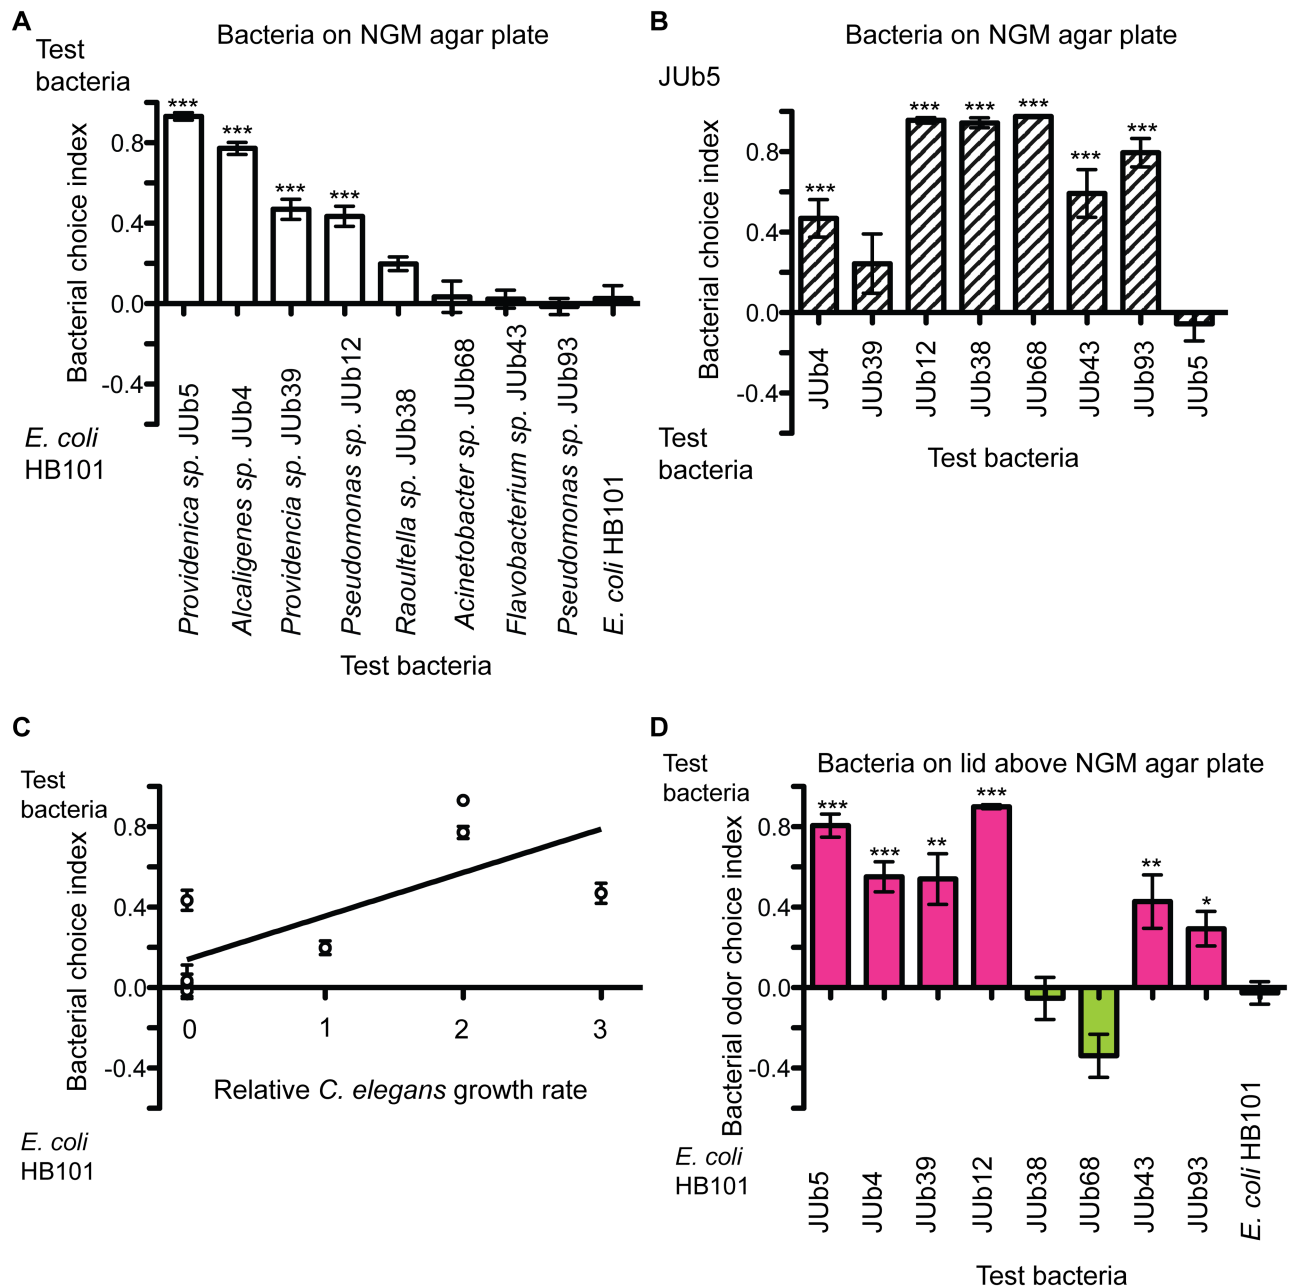 A
Bacteria on NGM agar plate
Test
bacteria
Bacterial choice index
0.8
0.4
0.0
-0.4
***
***
***
***
E. coli
HB101
Providenica sp. JUb5
Alcaligenes sp. JUb4
Providencia sp. JUb39
Pseudomonas sp. JUb12
Raoultella sp. JUb38
Acinetobacter sp. JUb68
Flavobacterium sp. JUb43
Pseudomonas sp. JUb93
E. coli HB101
Test bacteria
B
Bacteria on NGM agar plate
JUb5
Bacterial choice index
0.8
0.4
0.0
-0.4
***
***
***
***
***
***
JUb4
JUb39
JUb12
JUb38
JUb68
JUb43
JUb93
JUb5
Test
bacteria
Test bacteria
C
Test
bacteria
Bacterial choice index
0.8
0.4
0.0
-0.4
0
1
2
3
Relative C. elegans growth rate
E. coli
HB101
D
Test
bacteria
Bacteria on lid above NGM agar plate
Bacterial odor choice index
0.8
0.4
0.0
-0.4
***
***
**
***
**
*
E. coli
HB101
JUb5
JUb4
JUb39
JUb12
JUb38
JUb68
JUb43
JUb93
E. coli HB101
Test bacteria